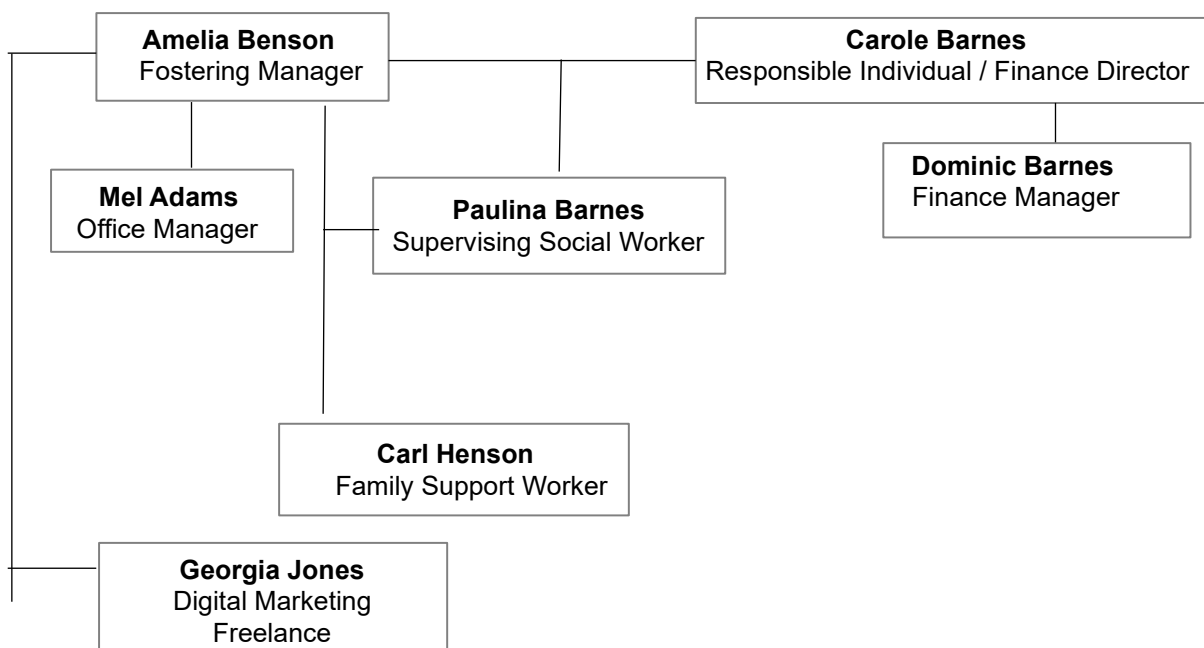 Amelia Benson
Fostering Manager
Carole Barnes
Responsible Individual / Finance Director
Mel Adams
Office Manager
Paulina Barnes
Supervising Social Worker
Dominic Barnes
Finance Manager
Carl Henson
Family Support Worker
Georgia Jones
Digital Marketing
Freelance